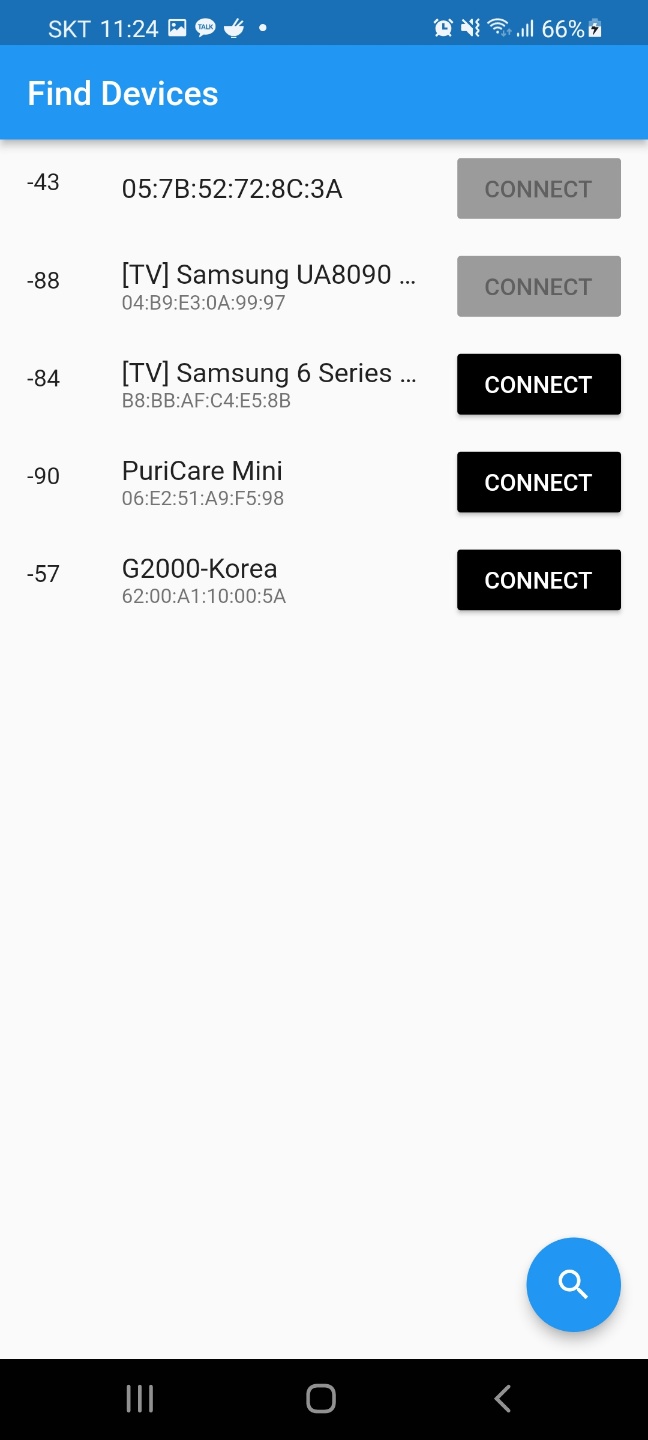 SKT 11:24 TALK 66%
Find Devices
-43 05:7B:52:72:8C:3A CONNECT
-88 [TV] Samsung UA8090 ... CONNECT
04:B9:E3:0A:99:97
-84 [TV] Samsung 6 Series ... CONNECT
B8:BB:AF:C4:E5:8B
-90 PuriCare Mini CONNECT
06:E2:51:A9:F5:98
-57 G2000-Korea CONNECT
62:00:A1:10:00:5A